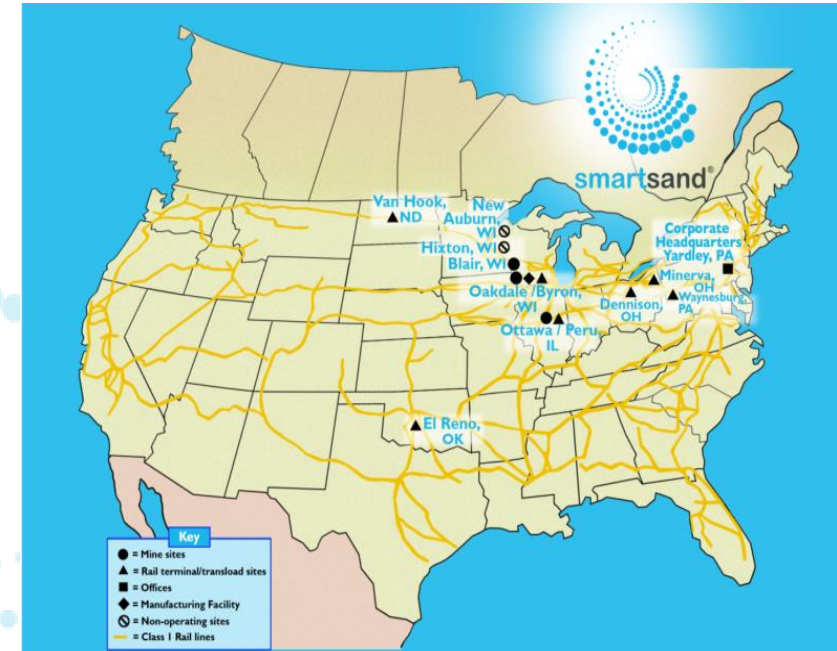 smartsand®
Van Hook,
ND
New
Auburn,
WI
Hixton, WI
Blair, WI
Oakdale /Byron,
WI
Ottawa / Peru,
IL
Corporate
Headquarters
Yardley, PA
Minerva,
OH
Waynesburg,
PA
Dennison,
OH
El Reno,
OK
Key
= Mine sites
= Rail terminal/transload sites
= Offices
= Manufacturing Facility
= Non-operating sites
= Class 1 Rail lines